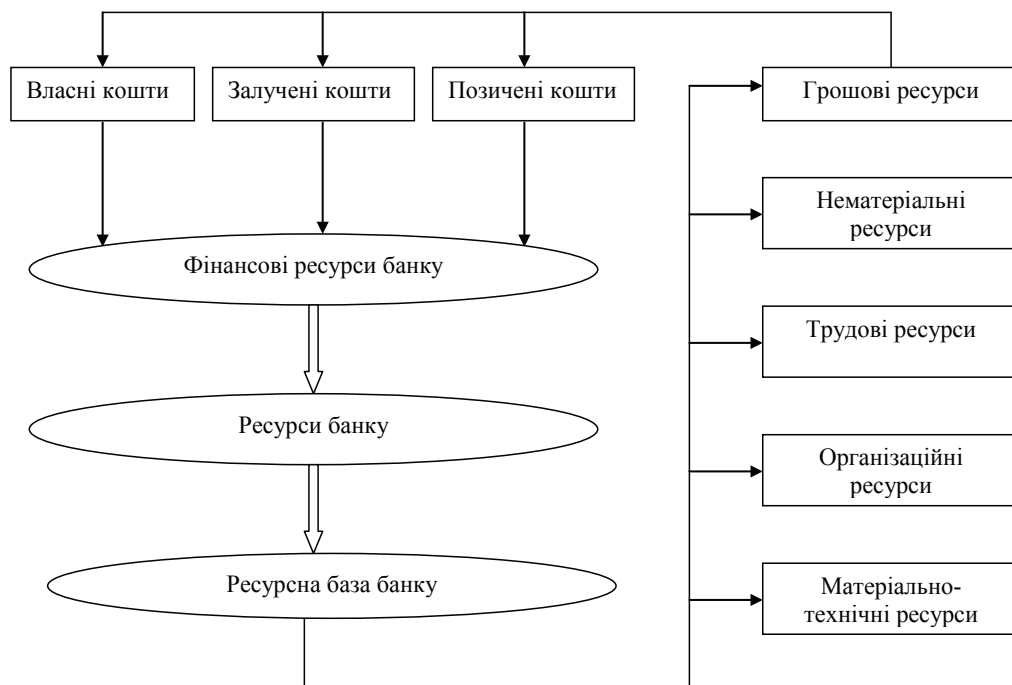 Власні кошти
Залучені кошти
Позичені кошти
Грошові ресурси
Нематеріальні
ресурси
Фінансові ресурси банку
Трудові ресурси
Ресурси банку
Організаційні
ресурси
Ресурсна база банку
Матеріально-
технічні ресурси